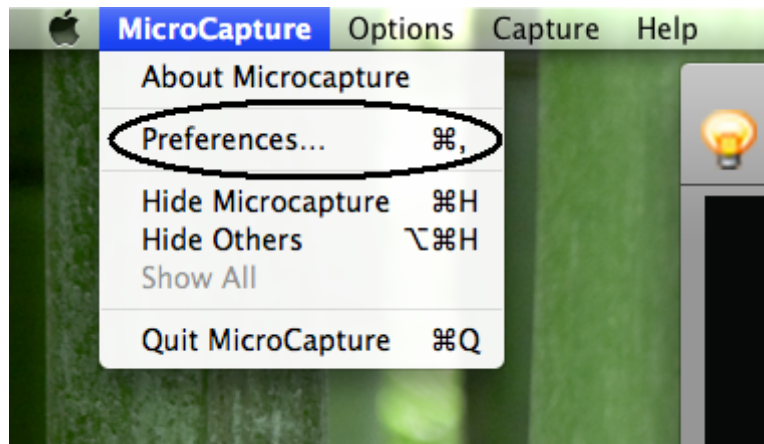 MicroCapture Options Capture Help
About Microcapture
Preferences... ⌘,
Hide Microcapture ⌘H
Hide Others ⌥⌘H
Show All
Quit MicroCapture ⌘Q